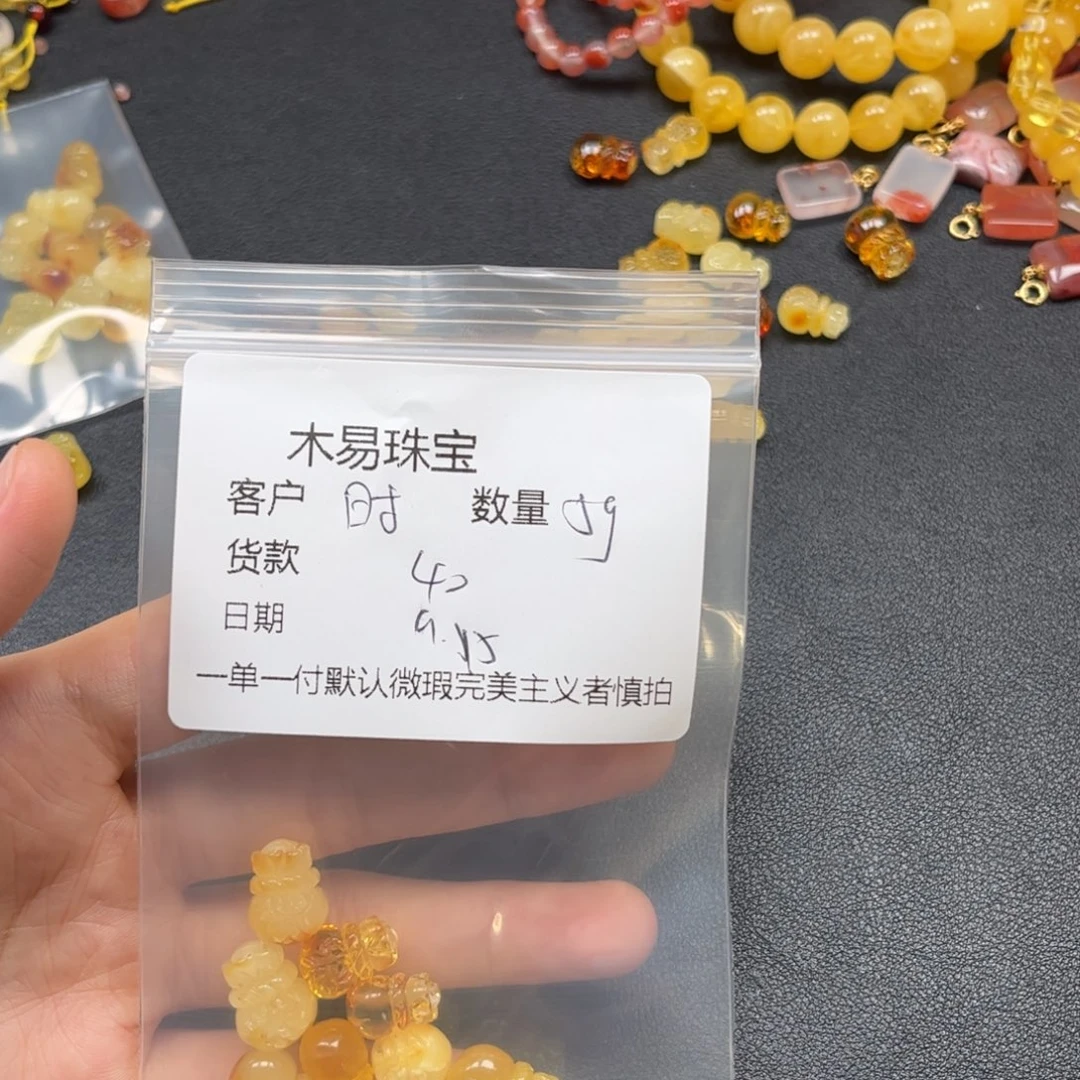 木易珠宝
客户 时 数量 5g
货款
日期 9.15
一单一付默认微瑕完美主义者慎拍